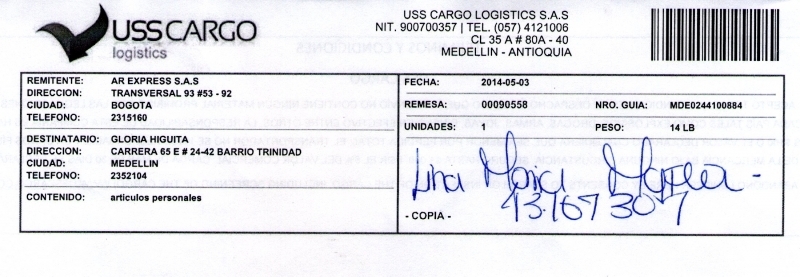 USS CARGO
logistics
USS CARGO LOGISTICS S.A.S
NIT. 900700357 | TEL. (057) 4121006
CL 35 A # 80A - 40
MEDELLIN - ANTIOQUIA
REMITENTE: AR EXPRESS S.A.S
DIRECCION: TRANSVERSAL 93 #53 - 92
CIUDAD: BOGOTA
TELEFONO: 2315160
DESTINATARIO: GLORIA HIGUITA
DIRECCION: CARRERA 65 E # 24-42 BARRIO TRINIDAD
CIUDAD: MEDELLIN
TELEFONO: 2352104
CONTENIDO: articulos personales
FECHA: 2014-05-03
REMESA: 00090558 NRO. GUIA: MDE0244100884
UNIDADES: 1 PESO: 14 LB
Lina Maria
- COPIA -